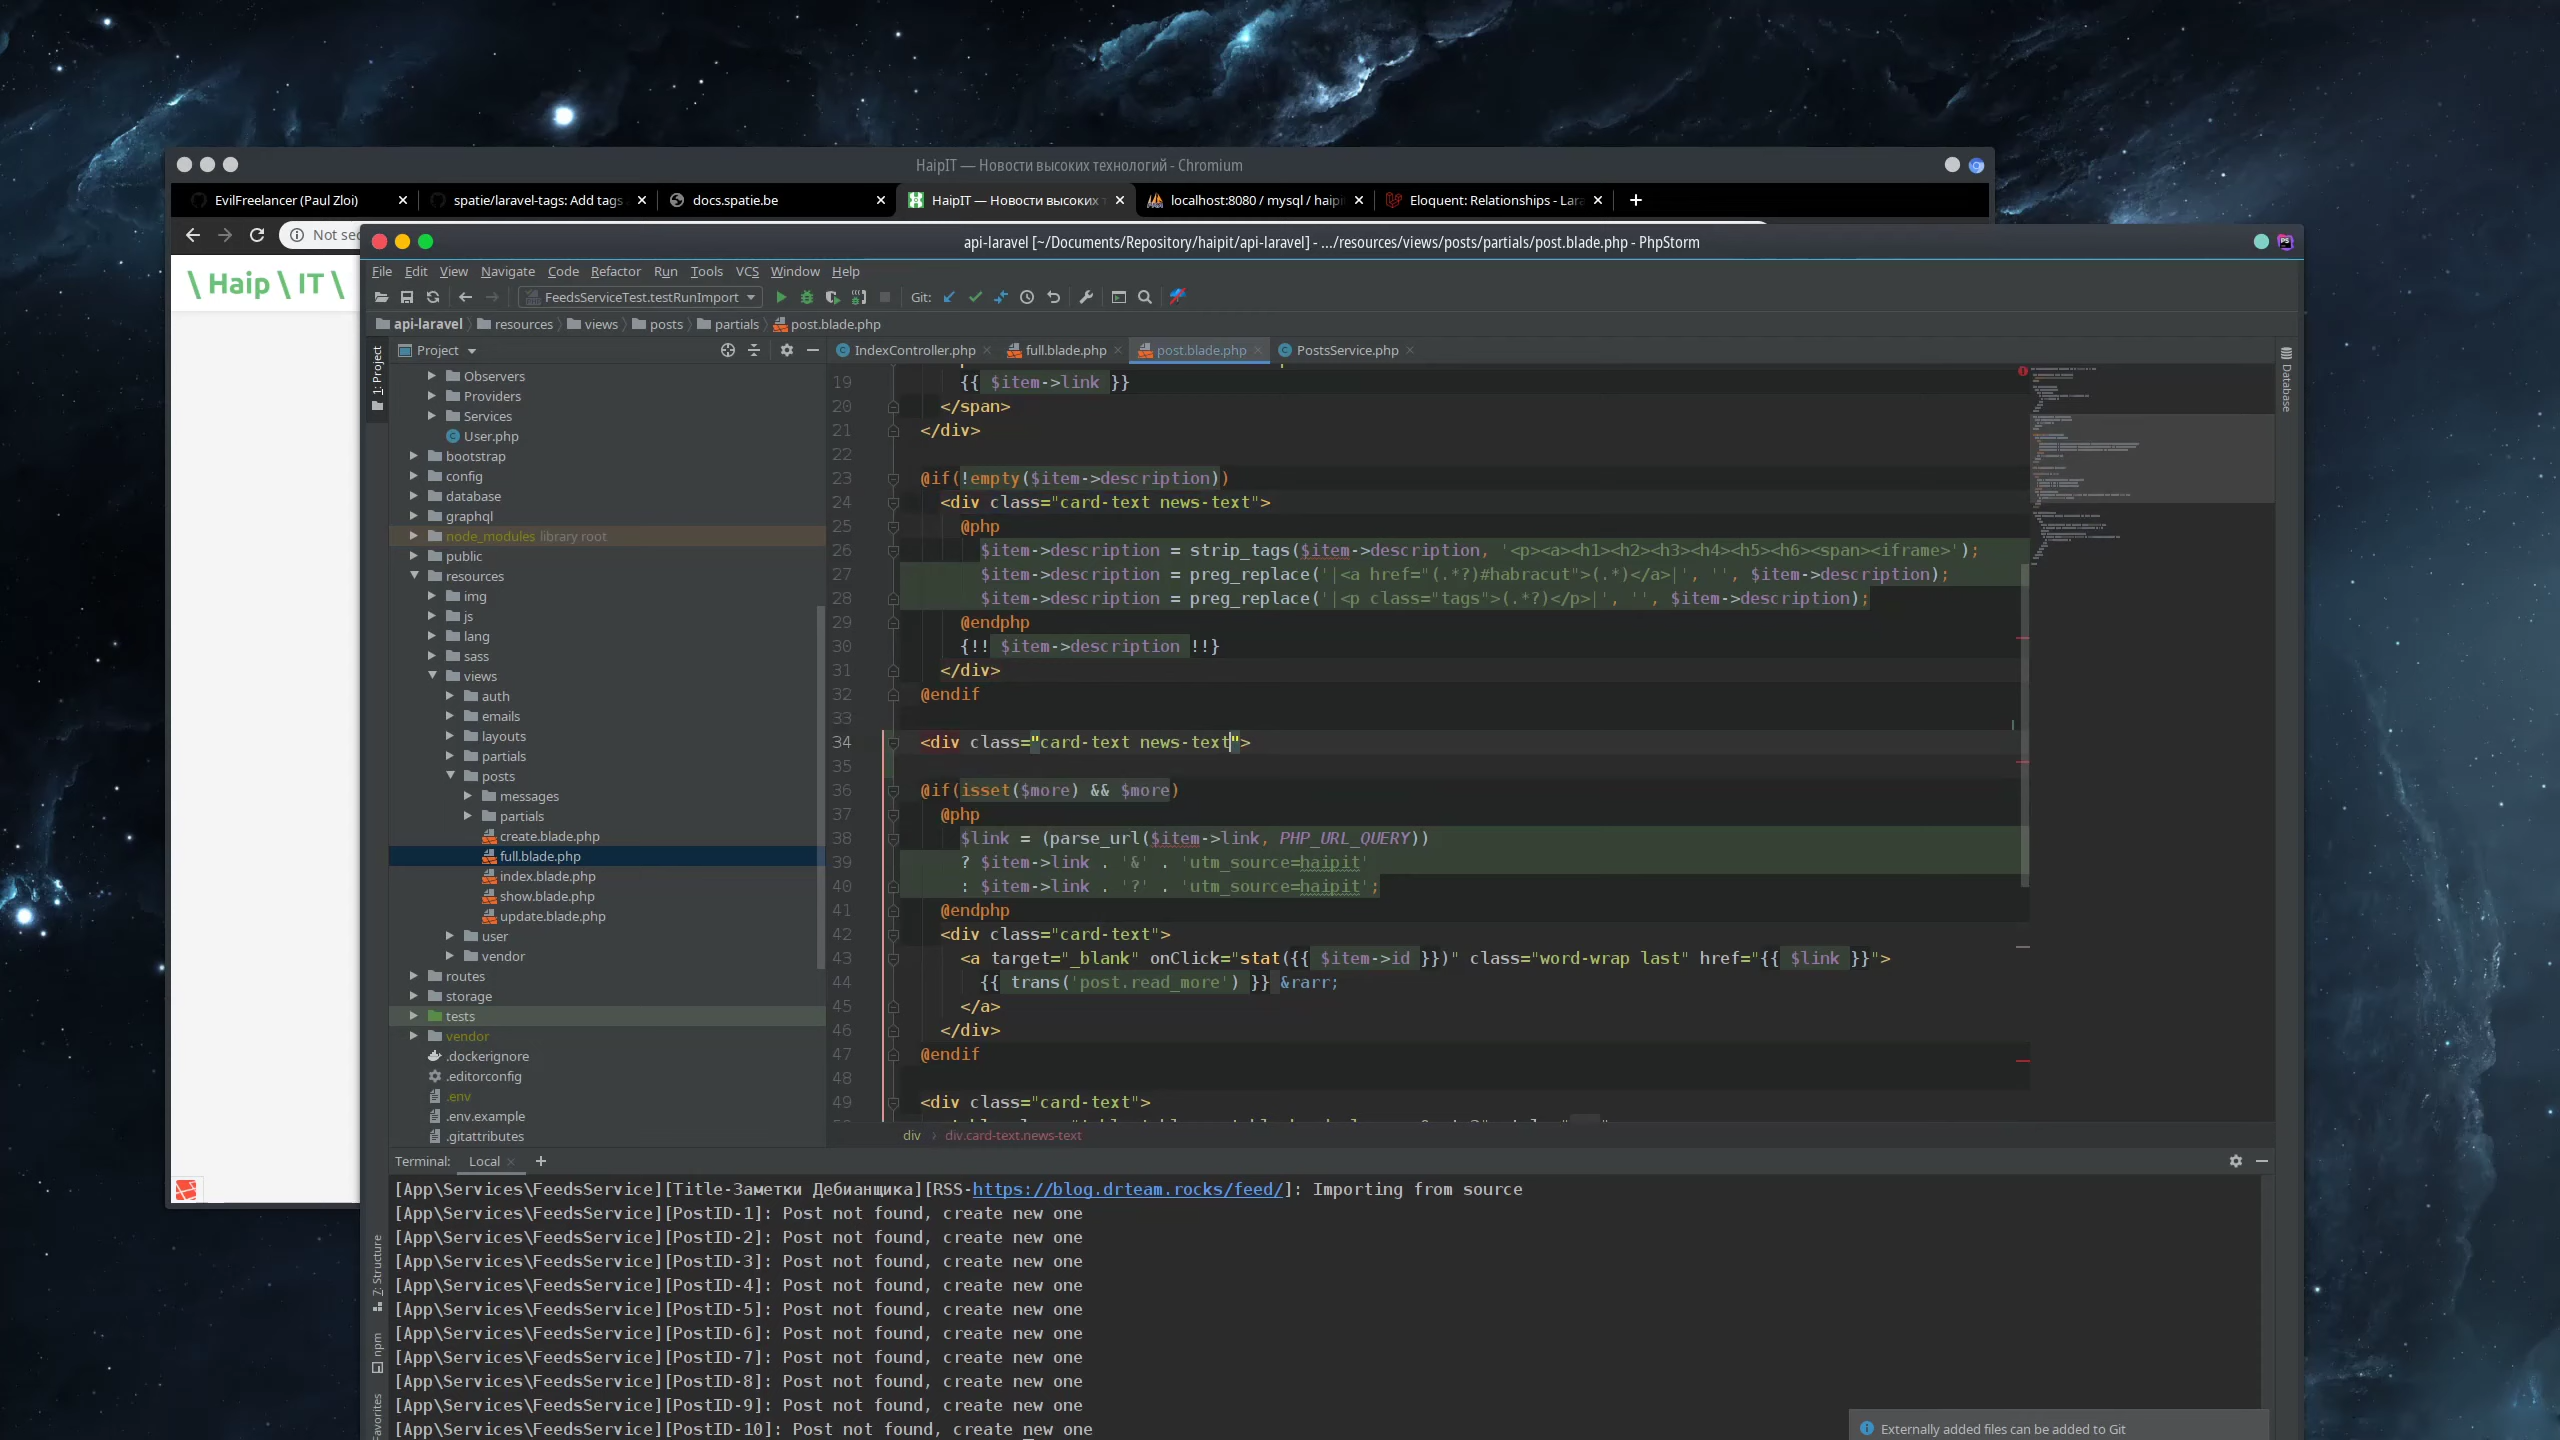 HaipIT — Новости высоких технологий - Chromium
EvilFreelancer (Paul Zloi)
spatie/laravel-tags: Add tags
docs.spatie.be
HaipIT — Новости высоких т
localhost:8080 / mysql / haipi
Eloquent: Relationships - Lara
Not sec
\ Haip \ IT \
api-laravel [~/Documents/Repository/haipit/api-laravel] - .../resources/views/posts/partials/post.blade.php - PhpStorm
File Edit View Navigate Code Refactor Run Tools VCS Window Help
FeedsServiceTest.testRunImport
Git:
api-laravel resources views posts partials post.blade.php
1: Project
Project
IndexController.php
full.blade.php
post.blade.php
PostsService.php
Database
Observers
Providers
Services
User.php
bootstrap
config
database
graphql
node_modules library root
public
resources
img
js
lang
sass
views
auth
emails
layouts
partials
posts
messages
partials
create.blade.php
full.blade.php
index.blade.php
show.blade.php
update.blade.php
user
vendor
routes
storage
tests
vendor
.dockerignore
.editorconfig
.env
.env.example
.gitattributes
19 {{ $item->link }}
20 </span>
21 </div>
22
23 @if(!empty($item->description))
24 <div class="card-text news-text">
25 @php
26 $item->description = strip_tags($item->description, '<p><a><h1><h2><h3><h4><h5><h6><span><iframe>');
27 $item->description = preg_replace('|<a href="(.*?)#habracut">(.*)</a>|', '', $item->description);
28 $item->description = preg_replace('|<p class="tags">(.*?)</p>|', '', $item->description);
29 @endphp
30 {!! $item->description !!}
31 </div>
32 @endif
33
34 <div class="card-text news-text">
35
36 @if(isset($more) && $more)
37 @php
38 $link = (parse_url($item->link, PHP_URL_QUERY))
39 ? $item->link . '&' . 'utm_source=haipit'
40 : $item->link . '?' . 'utm_source=haipit';
41 @endphp
42 <div class="card-text">
43 <a target="_blank" onClick="stat({{ $item->id }})" class="word-wrap last" href="{{ $link }}">
44 {{ trans('post.read_more') }} &rarr;
45 </a>
46 </div>
47 @endif
48
49 <div class="card-text">
div div.card-text.news-text
Terminal: Local
[App\Services\FeedsService][Title-Заметки Дебианщика][RSS-https://blog.drteam.rocks/feed/]: Importing from source
[App\Services\FeedsService][PostID-1]: Post not found, create new one
[App\Services\FeedsService][PostID-2]: Post not found, create new one
[App\Services\FeedsService][PostID-3]: Post not found, create new one
[App\Services\FeedsService][PostID-4]: Post not found, create new one
[App\Services\FeedsService][PostID-5]: Post not found, create new one
[App\Services\FeedsService][PostID-6]: Post not found, create new one
[App\Services\FeedsService][PostID-7]: Post not found, create new one
[App\Services\FeedsService][PostID-8]: Post not found, create new one
[App\Services\FeedsService][PostID-9]: Post not found, create new one
[App\Services\FeedsService][PostID-10]: Post not found, create new one
7: Structure
npm
Favorites
Externally added files can be added to Git